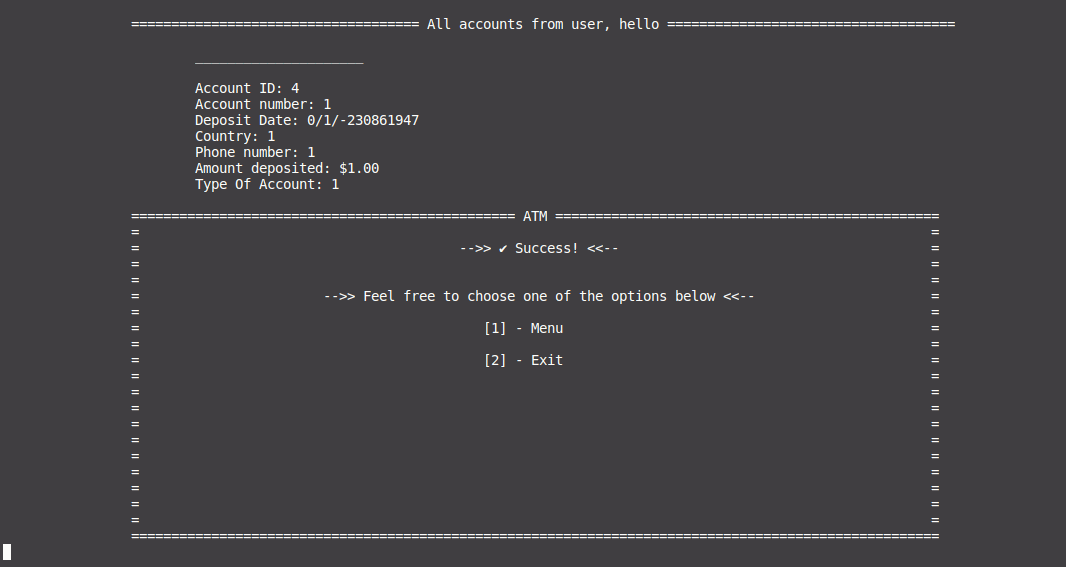 ==================================== All accounts from user, hello ====================================
_____________________
Account ID: 4
Account number: 1
Deposit Date: 0/1/-230861947
Country: 1
Phone number: 1
Amount deposited: $1.00
Type Of Account: 1
================================================ ATM ================================================
= =
= -->> ✔ Success! <<-- =
= =
= =
= -->> Feel free to choose one of the options below <<-- =
= =
= [1] - Menu =
= =
= [2] - Exit =
= =
= =
= =
= =
= =
= =
= =
= =
= =
= =
=====================================================================================================